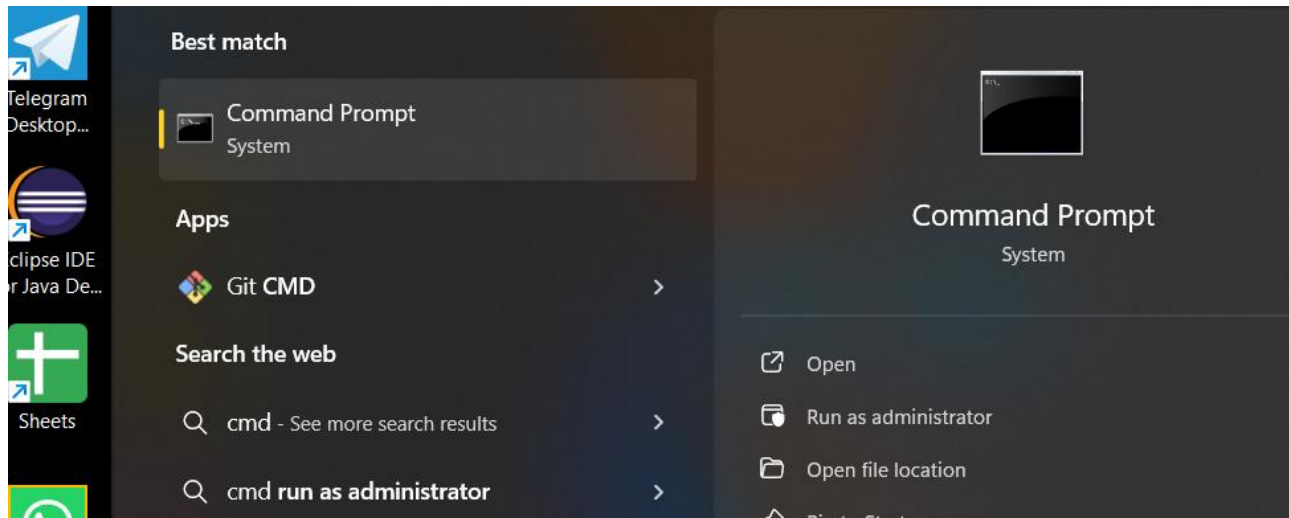 Telegram
Desktop...
clipse IDE
or Java De...
Sheets
Best match
Command Prompt
System
Apps
Git CMD
Search the web
cmd - See more search results
cmd run as administrator
Command Prompt
System
Open
Run as administrator
Open file location